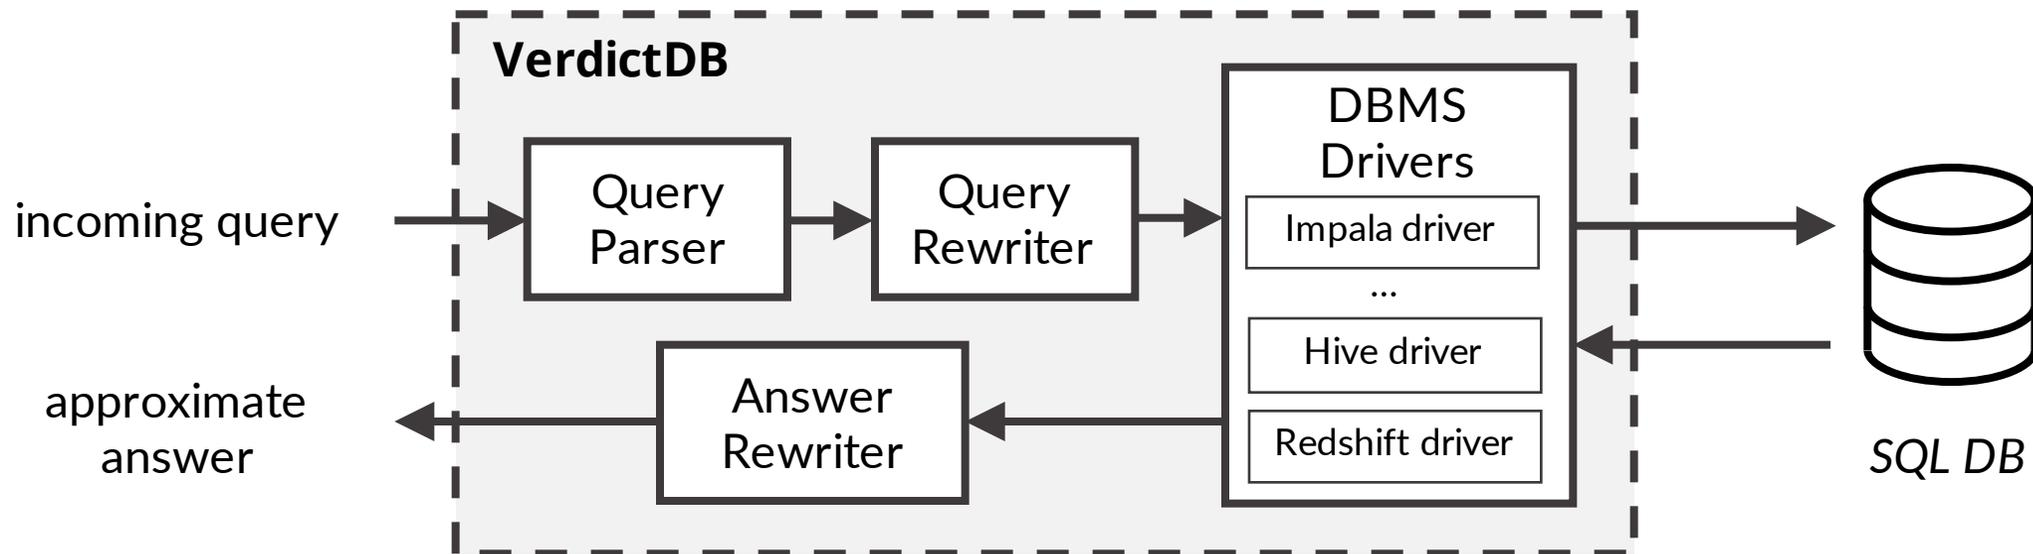 VerdictDB
incoming query
Query
Parser
Query
Rewriter
DBMS
Drivers
Impala driver
...
Hive driver
Redshift driver
approximate
answer
Answer
Rewriter
SQL DB